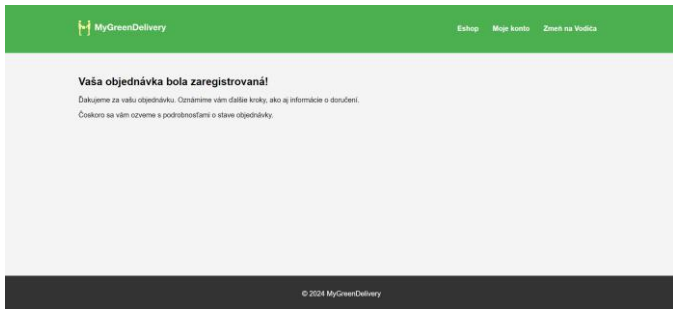 MyGreenDelivery
Eshop Moje konto Zmeň na Vodiča
Vaša objednávka bola zaregistrovaná!
Ďakujeme za vašu objednávku. Oznámime vám ďalšie kroky, ako aj informácie o doručení.
Čoskoro sa vám ozveme s podrobnosťami o stave objednávky.
© 2024 MyGreenDelivery